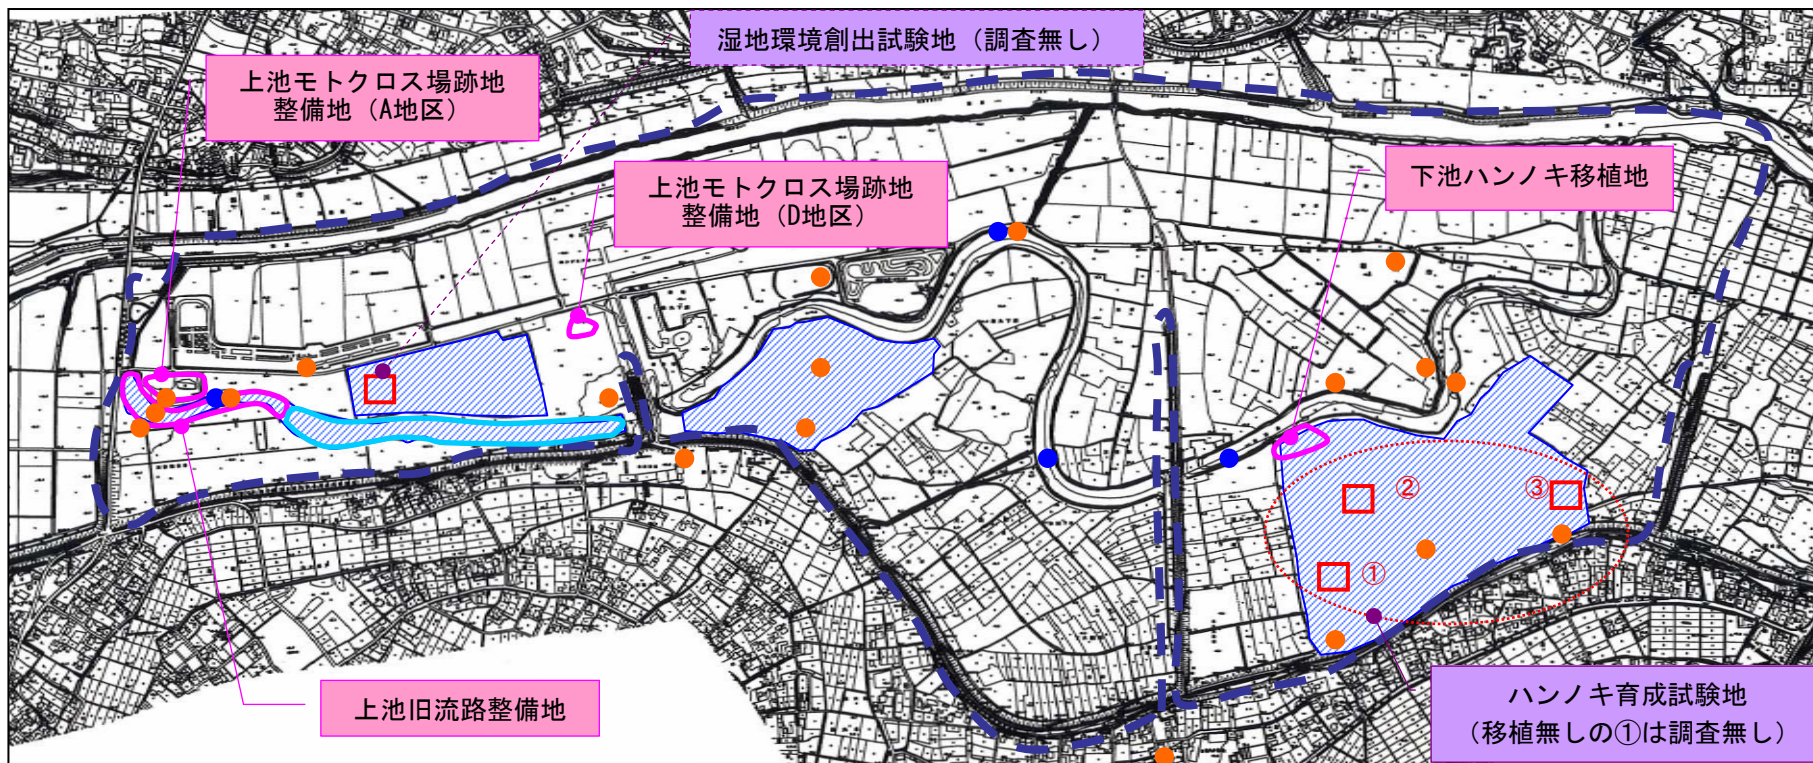 湿地環境創出試験地（調査無し）
上池モトクロス場跡地
整備地（A地区）
上池モトクロス場跡地
整備地（D地区）
下池ハンノキ移植地
②
③
①
上池旧流路整備地
ハンノキ育成試験地
（移植無しの①は調査無し）